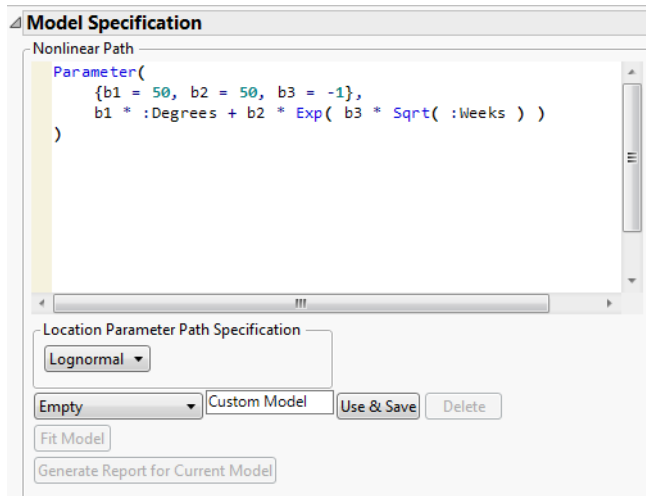 Model Specification
Nonlinear Path
Parameter(
{b1 = 50, b2 = 50, b3 = -1},
b1 * :Degrees + b2 * Exp( b3 * Sqrt( :Weeks ) )
)
Location Parameter Path Specification
Lognormal
Empty Custom Model Use & Save Delete
Fit Model
Generate Report for Current Model